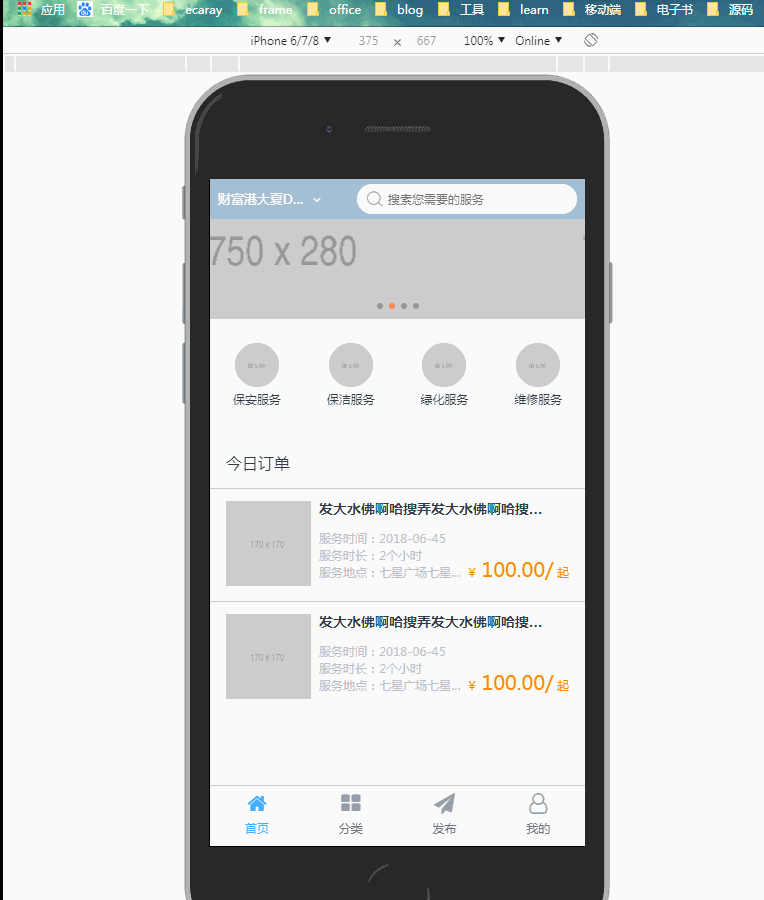 应用 百度一下 ecaray frame office blog 工具 learn 移动端 电子书 源码
iPhone 6/7/8 ▼ 375 × 667 100% ▼ Online ▼
财富港大夏D... 搜索您需要的服务
750 x 280
保安服务 保洁服务 绿化服务 维修服务
今日订单
170 x 170
发大水佛啊哈搜弄发大水佛啊哈搜...
服务时间：2018-06-45
服务时长：2个小时
服务地点：七星广场七星... ¥ 100.00/起
170 x 170
发大水佛啊哈搜弄发大水佛啊哈搜...
服务时间：2018-06-45
服务时长：2个小时
服务地点：七星广场七星... ¥ 100.00/起
首页 分类 发布 我的